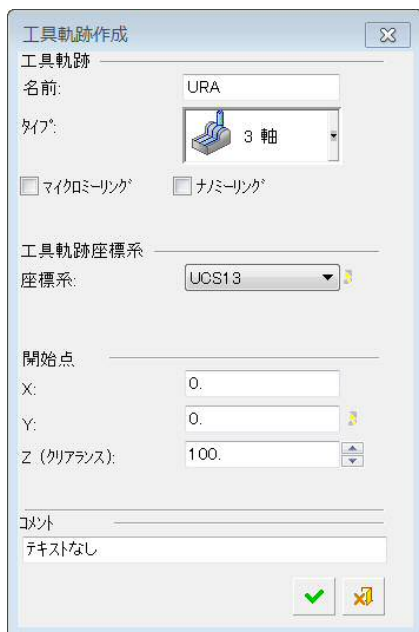 工具軌跡作成
工具軌跡
名前: URA
ﾀｲﾌﾟ: 3 軸
ﾏｲｸﾛﾐｰﾘﾝｸﾞ ﾅﾉﾐｰﾘﾝｸﾞ
工具軌跡座標系
座標系: UCS13
開始点
X: 0.
Y: 0.
Z (ｸﾘｱﾗﾝｽ): 100.
ｺﾒﾝﾄ
テキストなし